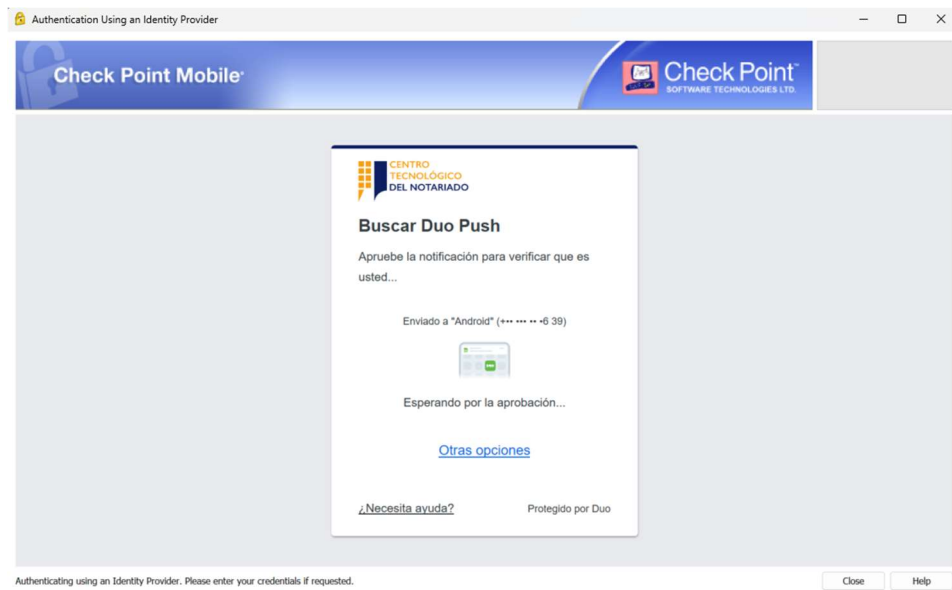 Authentication Using an Identity Provider
Check Point Mobile
Check Point™
SOFTWARE TECHNOLOGIES LTD.
CENTRO
TECNOLÓGICO
DEL NOTARIADO
Buscar Duo Push
Apruebe la notificación para verificar que es
usted...
Enviado a "Android" (+•• ••• •• •6 39)
Esperando por la aprobación...
Otras opciones
¿Necesita ayuda?
Protegido por Duo
Authenticating using an Identity Provider. Please enter your credentials if requested.
Close
Help